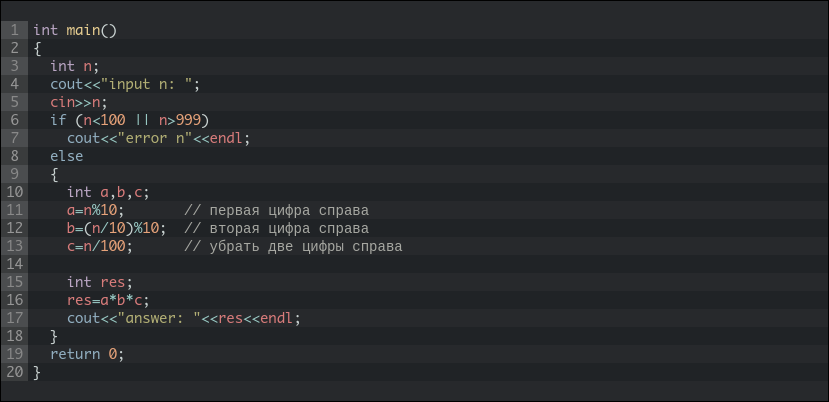 1 int main()
2 {
3   int n;
4   cout<<"input n: ";
5   cin>>n;
6   if (n<100 || n>999)
7     cout<<"error n"<<endl;
8   else
9   {
10     int a,b,c;
11     a=n%10;       // первая цифра справа
12     b=(n/10)%10;  // вторая цифра справа
13     c=n/100;      // убрать две цифры справа
14
15     int res;
16     res=a*b*c;
17     cout<<"answer: "<<res<<endl;
18   }
19   return 0;
20 }